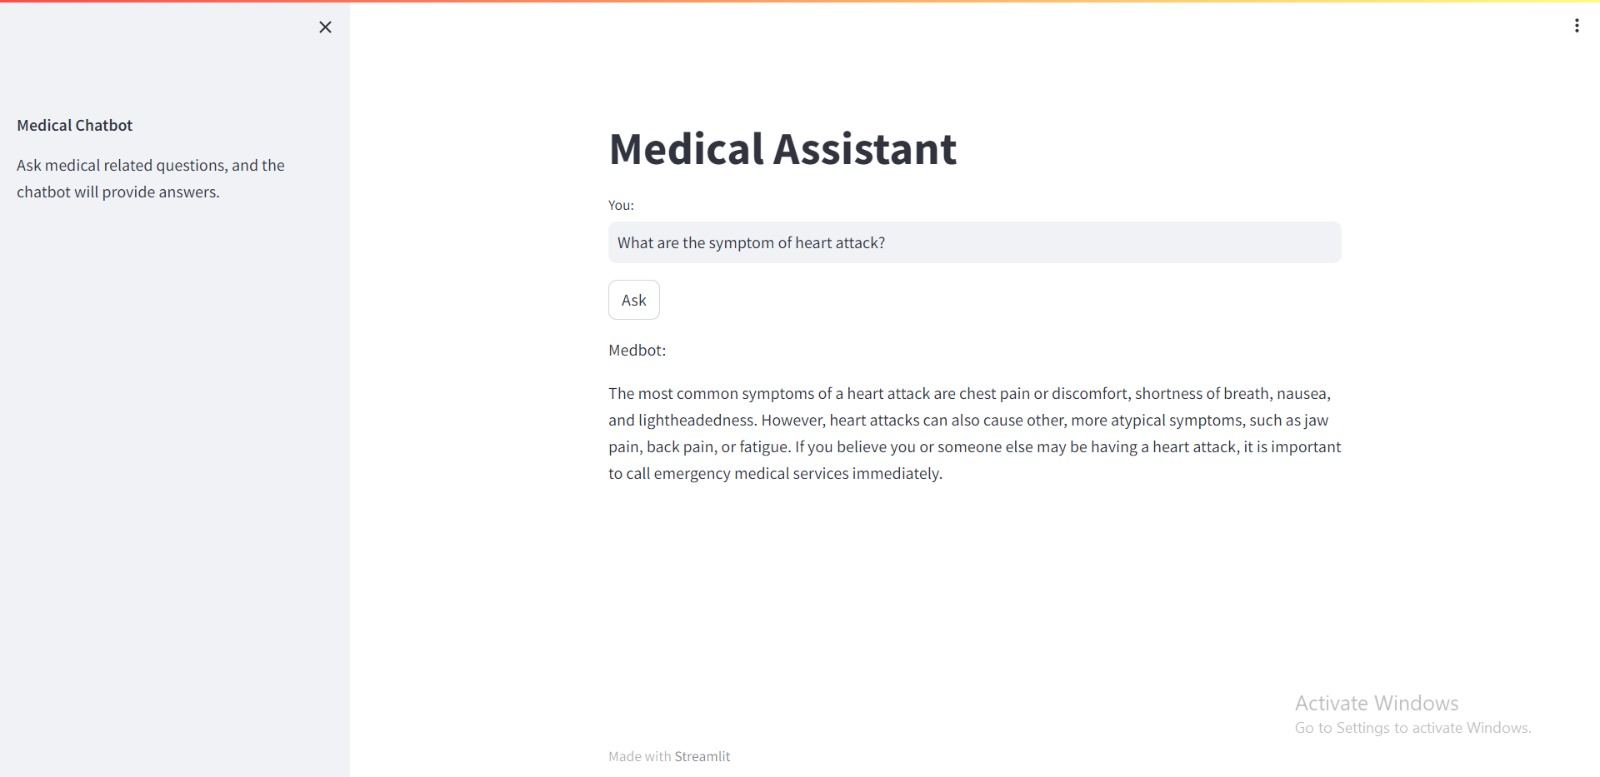 Medical Chatbot
Ask medical related questions, and the
chatbot will provide answers.
Medical Assistant
You:
What are the symptom of heart attack?
Ask
Medbot:
The most common symptoms of a heart attack are chest pain or discomfort, shortness of breath, nausea,
and lightheadedness. However, heart attacks can also cause other, more atypical symptoms, such as jaw
pain, back pain, or fatigue. If you believe you or someone else may be having a heart attack, it is important
to call emergency medical services immediately.
Activate Windows
Go to Settings to activate Windows.
Made with Streamlit